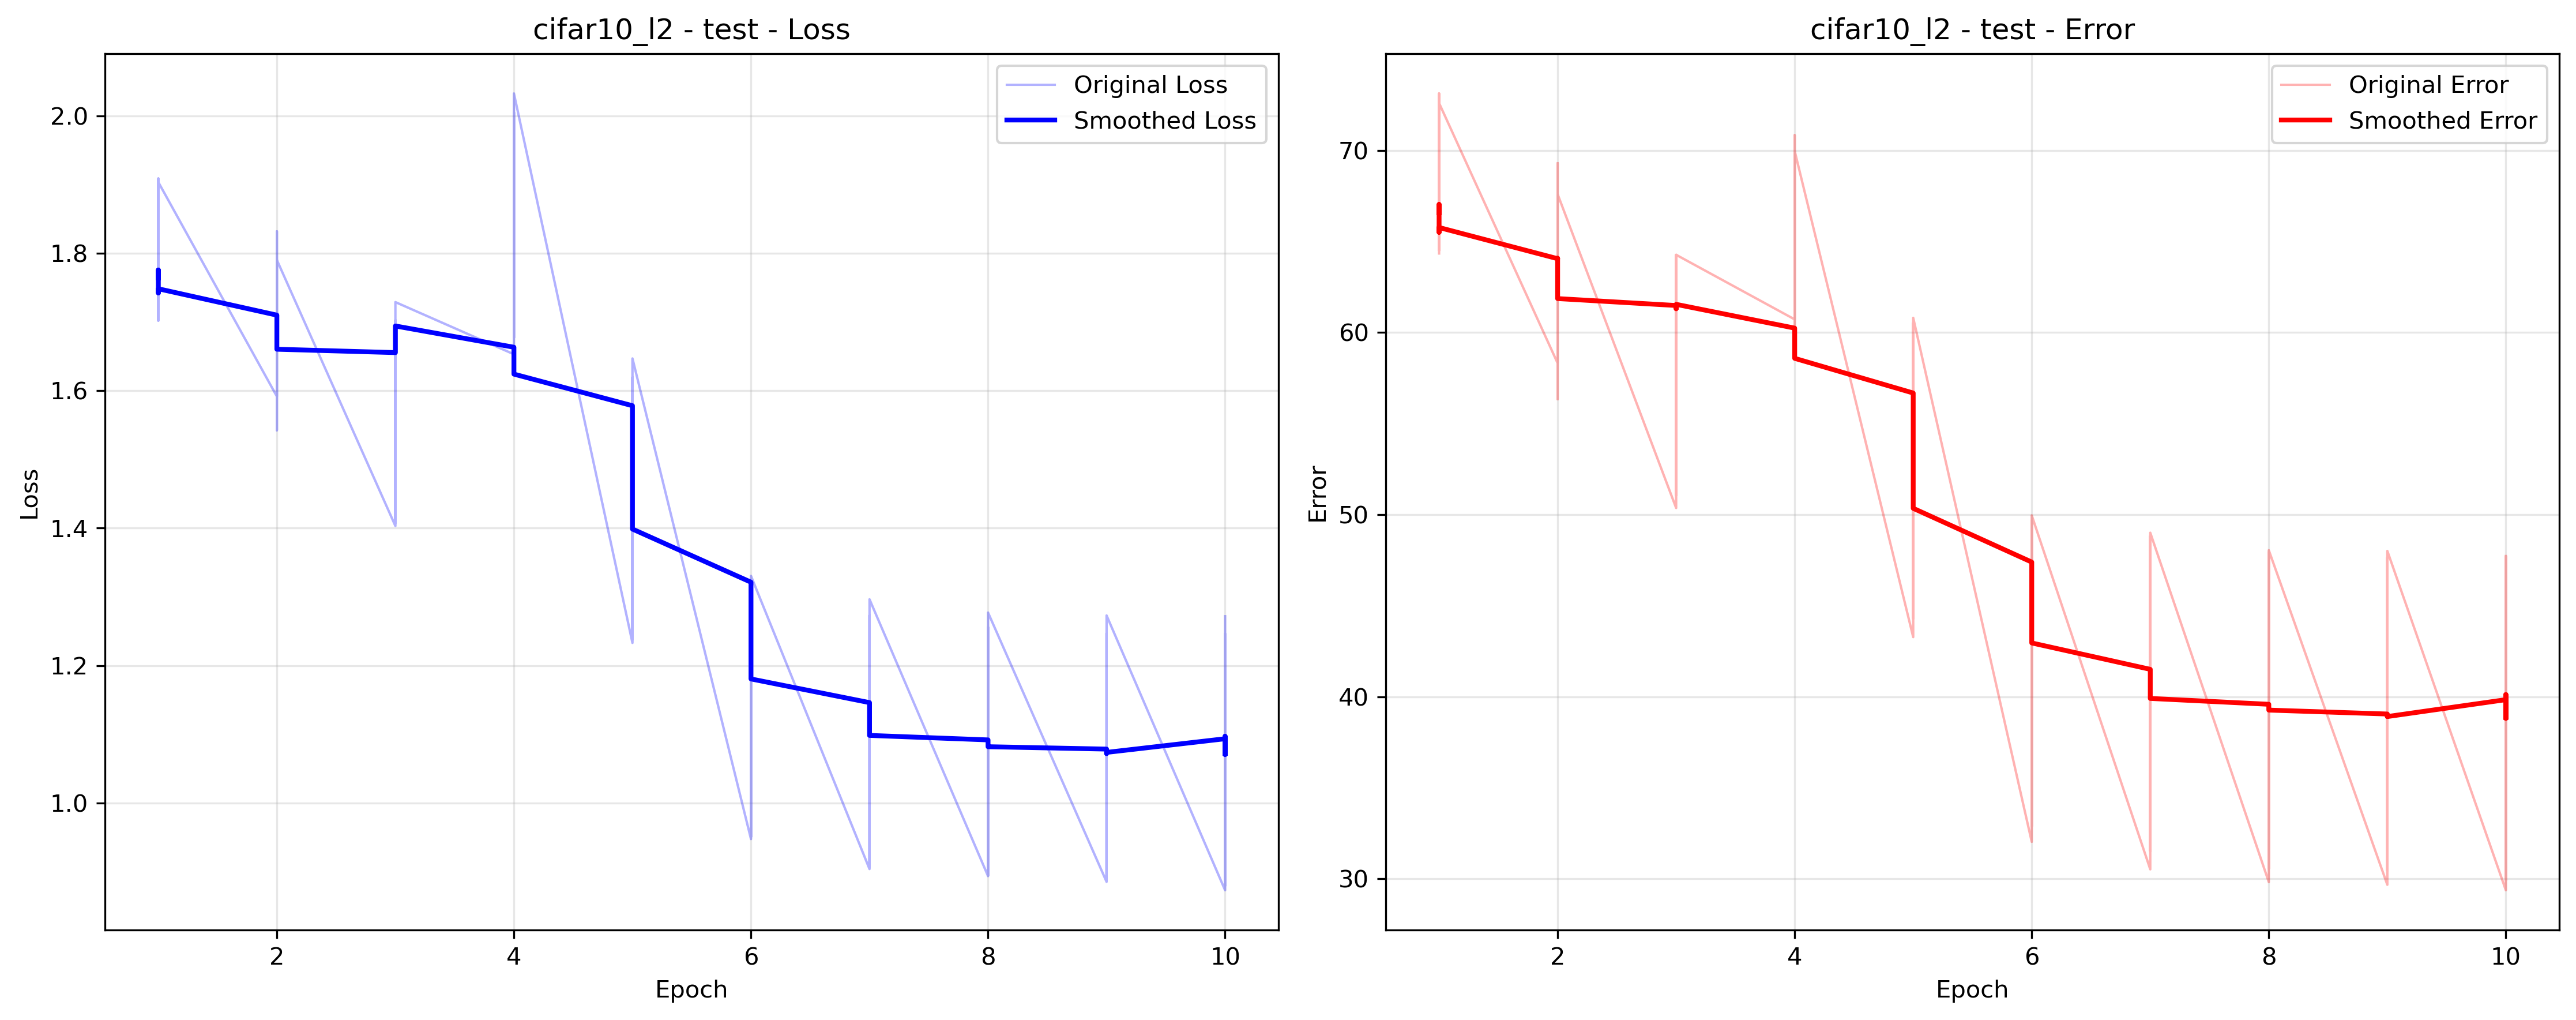 cifar10_l2 - test - Loss
Original Loss
Smoothed Loss
2.0
1.8
1.6
1.4
1.2
1.0
Loss
2 4 6 8 10
Epoch
cifar10_l2 - test - Error
Original Error
Smoothed Error
70
60
50
40
30
Error
2 4 6 8 10
Epoch